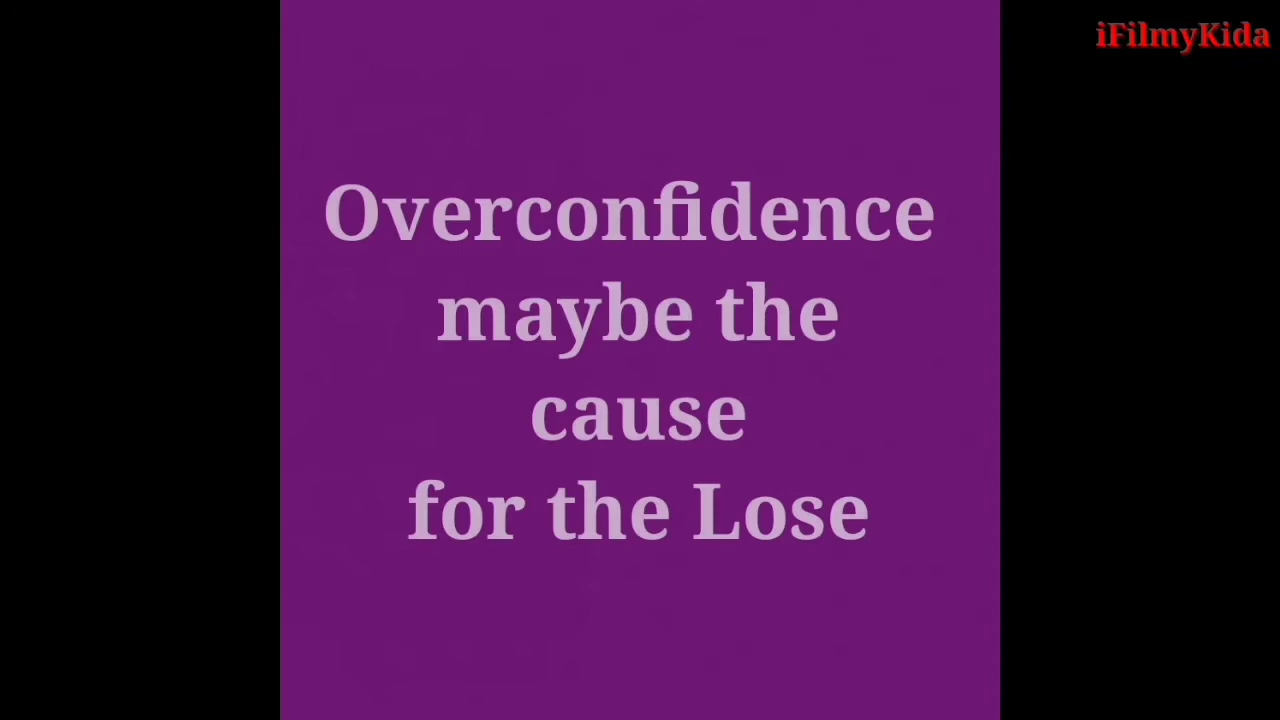 iFilmyKida
Overconfidence
maybe the
cause
for the Lose